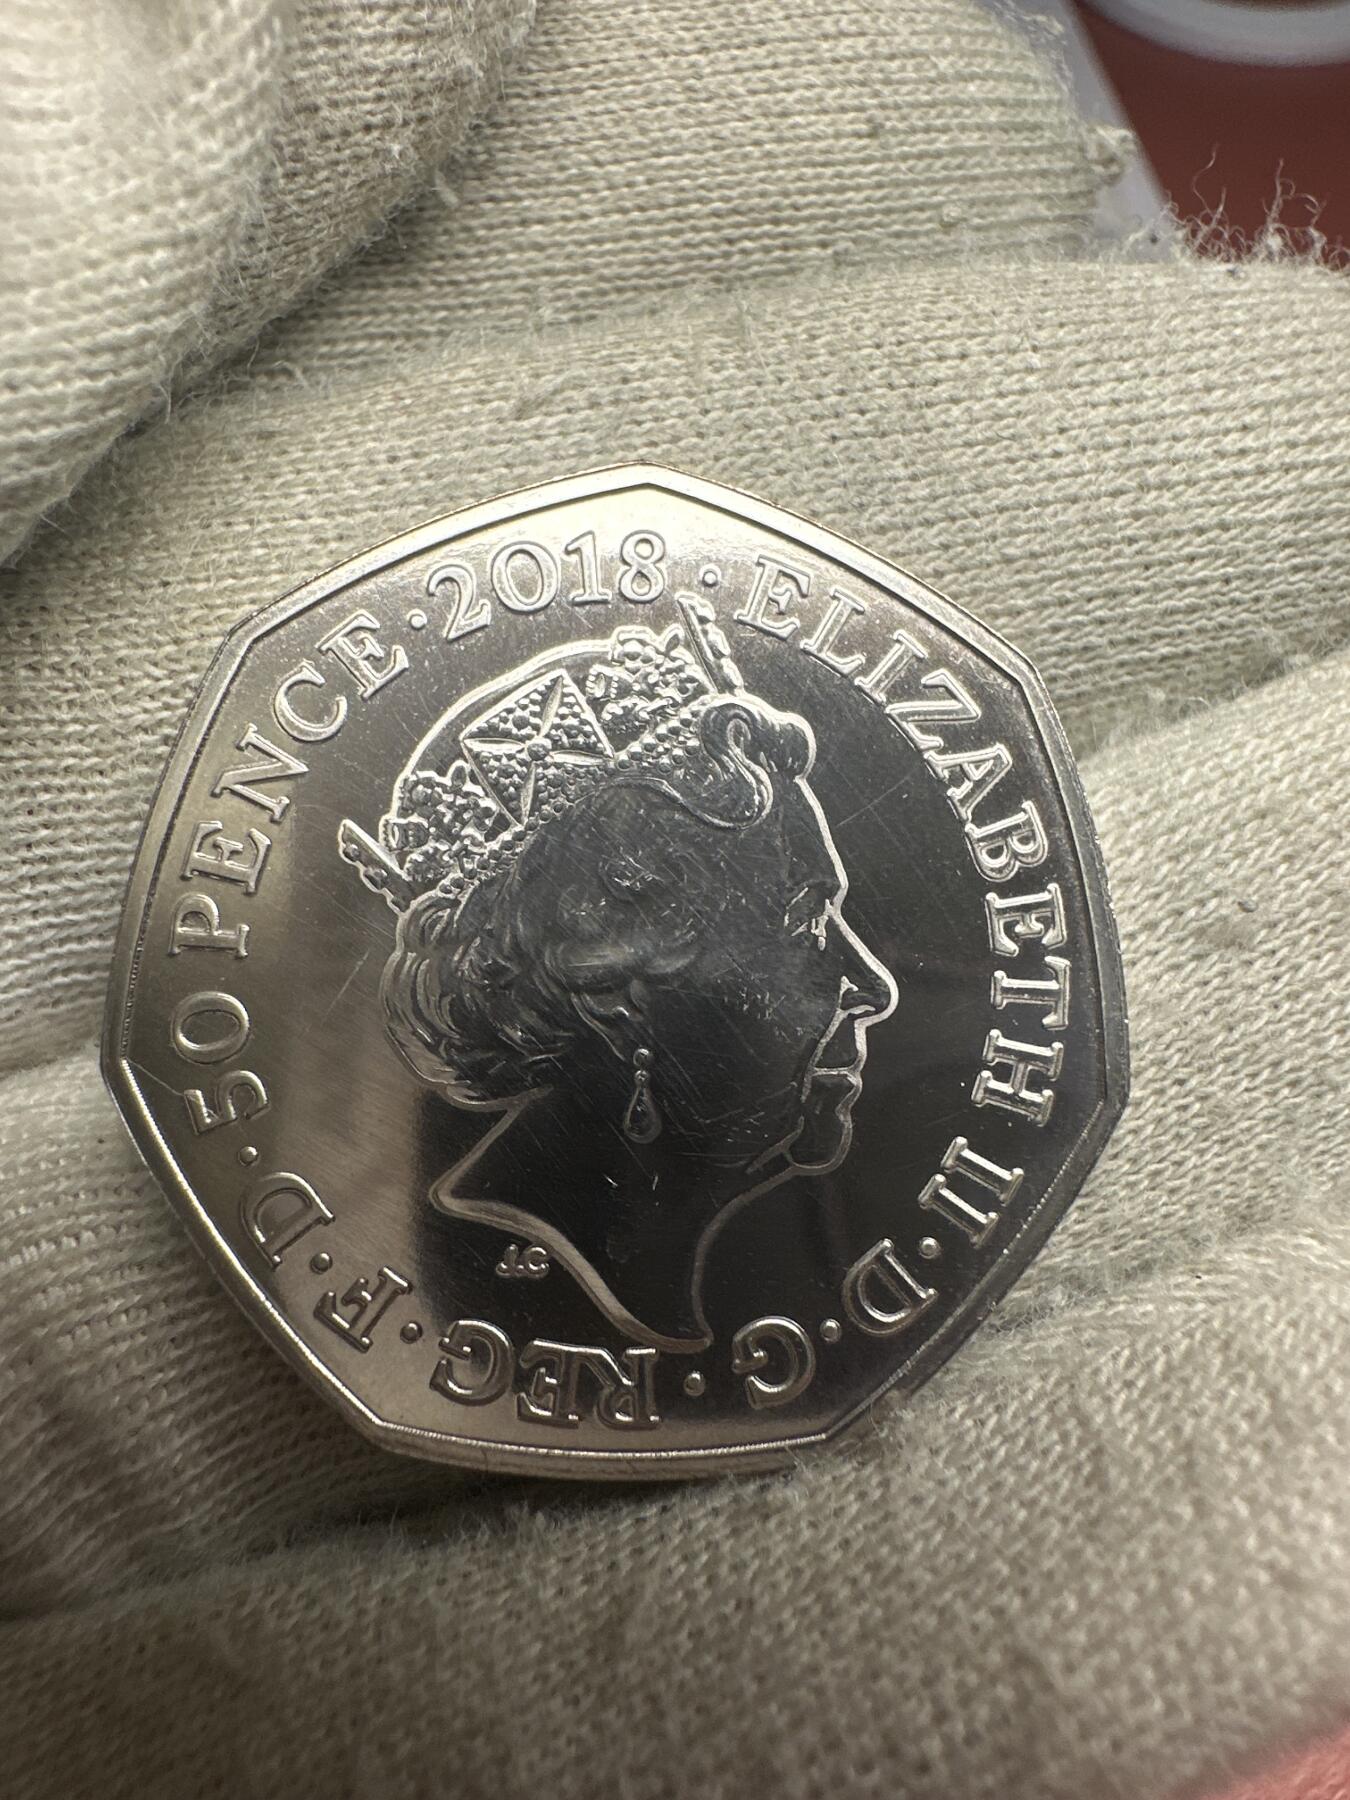 ELIZABETH II · D · G · REG · F · D · 50 PENCE · 2018 ·
J.C